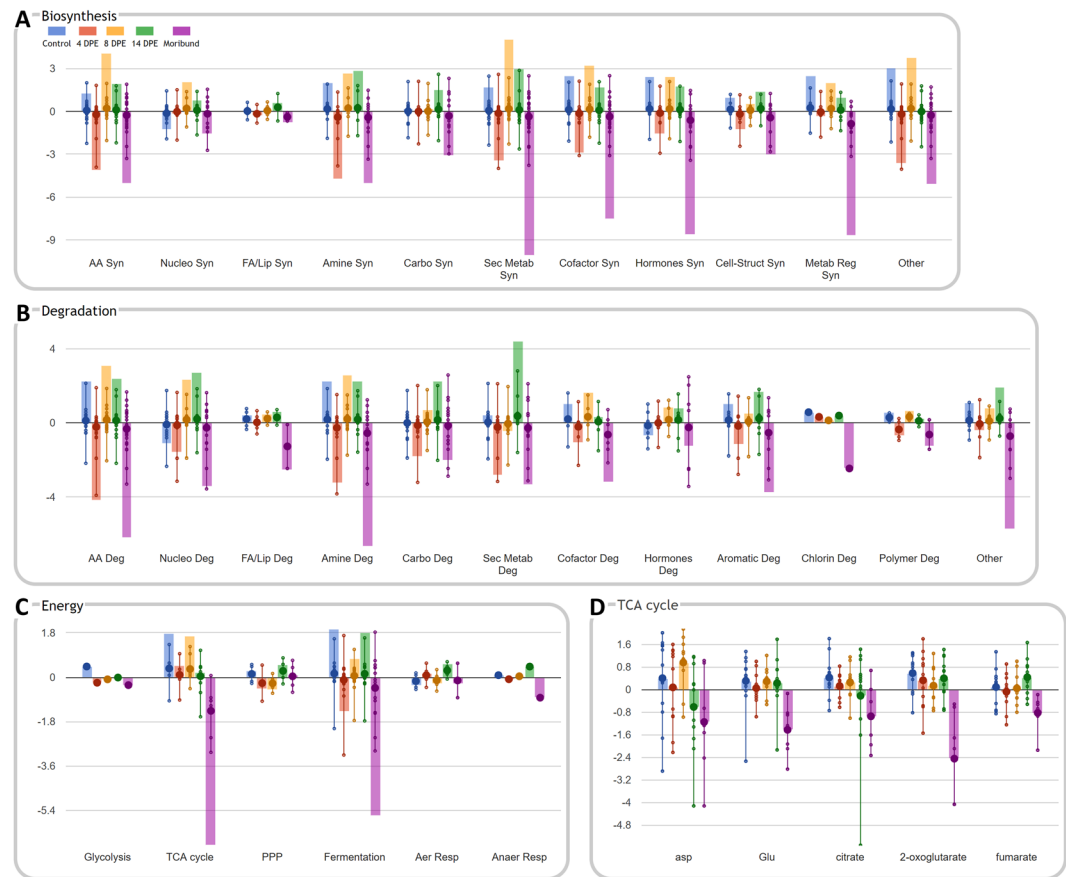 A Biosynthesis
Control 4 DPE 8 DPE 14 DPE Moribund
3
0
-3
-6
-9
AA Syn Nucleo Syn FA/Lip Syn Amine Syn Carbo Syn Sec Metab Syn Cofactor Syn Hormones Syn Cell-Struct Syn Metab Reg Syn Other
B Degradation
4
0
-4
AA Deg Nucleo Deg FA/Lip Deg Amine Deg Carbo Deg Sec Metab Deg Cofactor Deg Hormones Deg Aromatic Deg Chlorin Deg Polymer Deg Other
C Energy
1.8
0
-1.8
-3.6
-5.4
Glycolysis TCA cycle PPP Fermentation Aer Resp Anaer Resp
D TCA cycle
1.6
0.8
0
-0.8
-1.6
-2.4
-3.2
-4
-4.8
asp Glu citrate 2-oxoglutarate fumarate